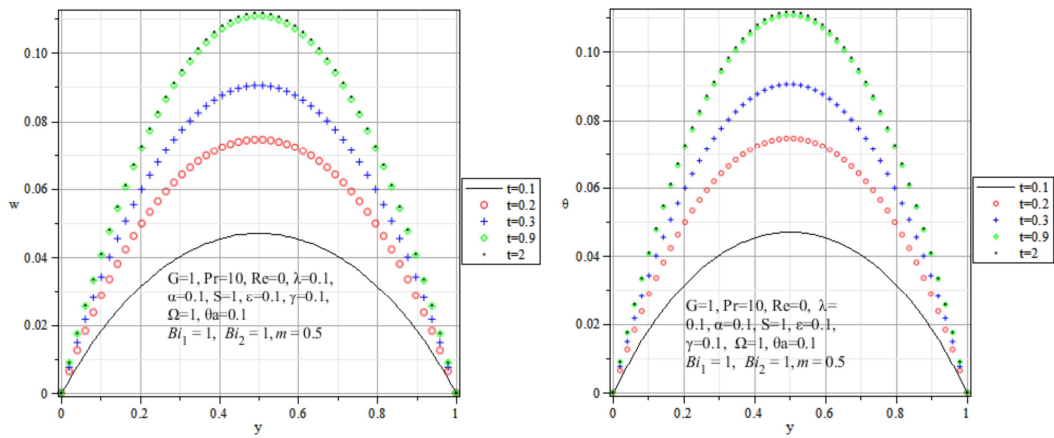 0.10
0.08
w
0.06
0.04
0.02
0
0
0.2
0.4
0.6
0.8
1
y
G=1, Pr=10, Re=0, λ=0.1,
α=0.1, S=1, ε=0.1, γ=0.1,
Ω=1, θa=0.1
Bi₁ = 1, Bi₂ = 1, m = 0.5
t=0.1
t=0.2
t=0.3
t=0.9
t=2
0.10
0.08
θ
0.06
0.04
0.02
0
0
0.2
0.4
0.6
0.8
1
y
G=1, Pr=10, Re=0, λ=
0.1, α=0.1, S=1, ε=0.1,
γ=0.1, Ω=1, θa=0.1
Bi₁ = 1, Bi₂ = 1, m = 0.5
t=0.1
t=0.2
t=0.3
t=0.9
t=2